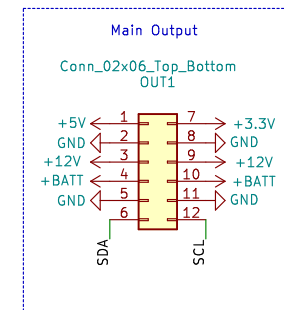 Main Output
Conn_02x06_Top_Bottom
OUT1
+5V 1 7 +3.3V
GND 2 8 GND
+12V 3 9 +12V
+BATT 4 10 +BATT
GND 5 11 GND
6 12
SDA SCL